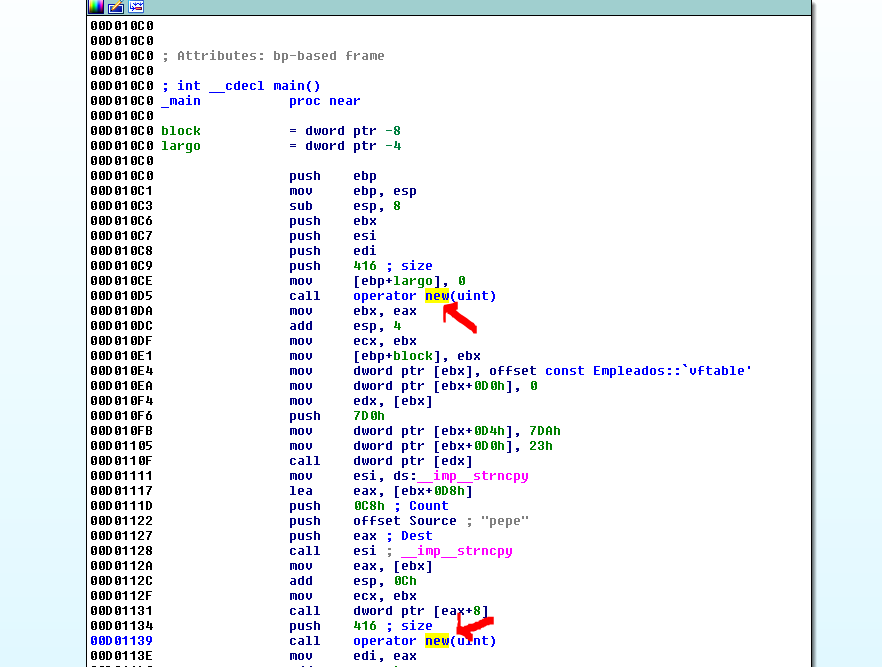 00D010C0
00D010C0
00D010C0 ; Attributes: bp-based frame
00D010C0
00D010C0 ; int __cdecl main()
00D010C0 _main proc near
00D010C0
00D010C0 block = dword ptr -8
00D010C0 largo = dword ptr -4
00D010C0
00D010C0 push ebp
00D010C1 mov ebp, esp
00D010C3 sub esp, 8
00D010C6 push ebx
00D010C7 push esi
00D010C8 push edi
00D010C9 push 416 ; size
00D010CE mov [ebp+largo], 0
00D010D5 call operator new(uint)
00D010DA mov ebx, eax
00D010DC add esp, 4
00D010DF mov ecx, ebx
00D010E1 mov [ebp+block], ebx
00D010E4 mov dword ptr [ebx], offset const Empleados::`vftable'
00D010EA mov dword ptr [ebx+0D0h], 0
00D010F4 mov edx, [ebx]
00D010F6 push 7D0h
00D010FB mov dword ptr [ebx+0D4h], 7DAh
00D01105 mov dword ptr [ebx+0D0h], 23h
00D0110F call dword ptr [edx]
00D01111 mov esi, ds:__imp__strncpy
00D01117 lea eax, [ebx+0D8h]
00D0111D push 0C8h ; Count
00D01122 push offset Source ; "pepe"
00D01127 push eax ; Dest
00D01128 call esi ; __imp__strncpy
00D0112A mov eax, [ebx]
00D0112C add esp, 0Ch
00D0112F mov ecx, ebx
00D01131 call dword ptr [eax+8]
00D01134 push 416 ; size
00D01139 call operator new(uint)
00D0113E mov edi, eax